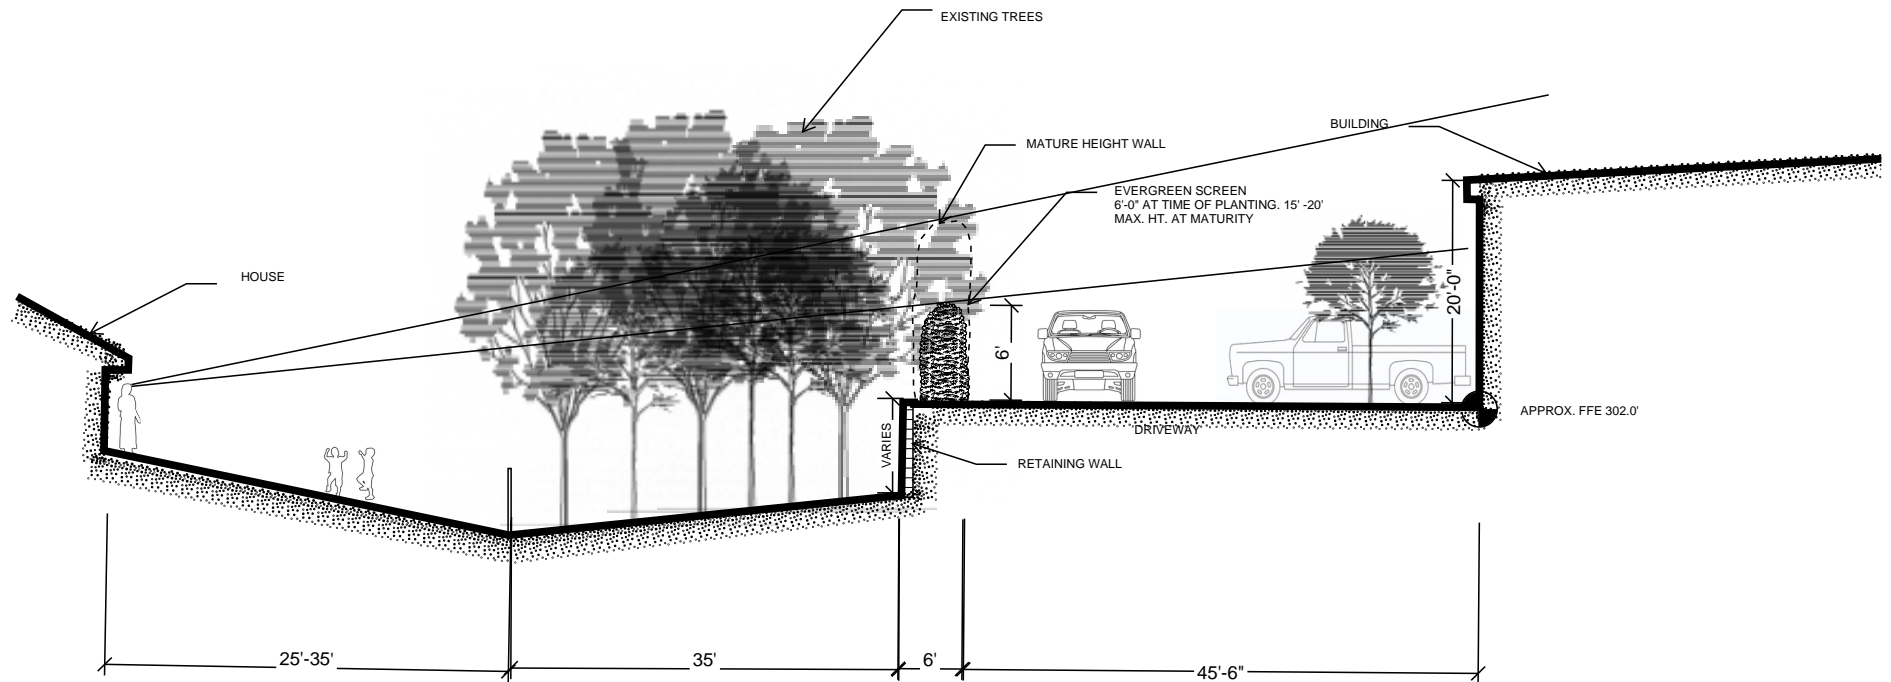 EXISTING TREES
BUILDING
MATURE HEIGHT WALL
EVERGREEN SCREEN
6'-0" AT TIME OF PLANTING. 15' -20'
MAX. HT. AT MATURITY
HOUSE
20'-0"
6'
APPROX. FFE 302.0'
DRIVEWAY
VARIES
RETAINING WALL
25'-35'
35'
6'
45'-6"